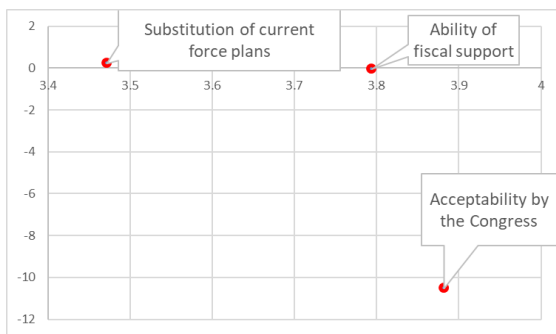 2
Substitution of current
force plans
Ability of
fiscal support
0
3.4 3.5 3.6 3.7 3.8 3.9 4
-2
-4
-6
Acceptability by
the Congress
-8
-10
-12